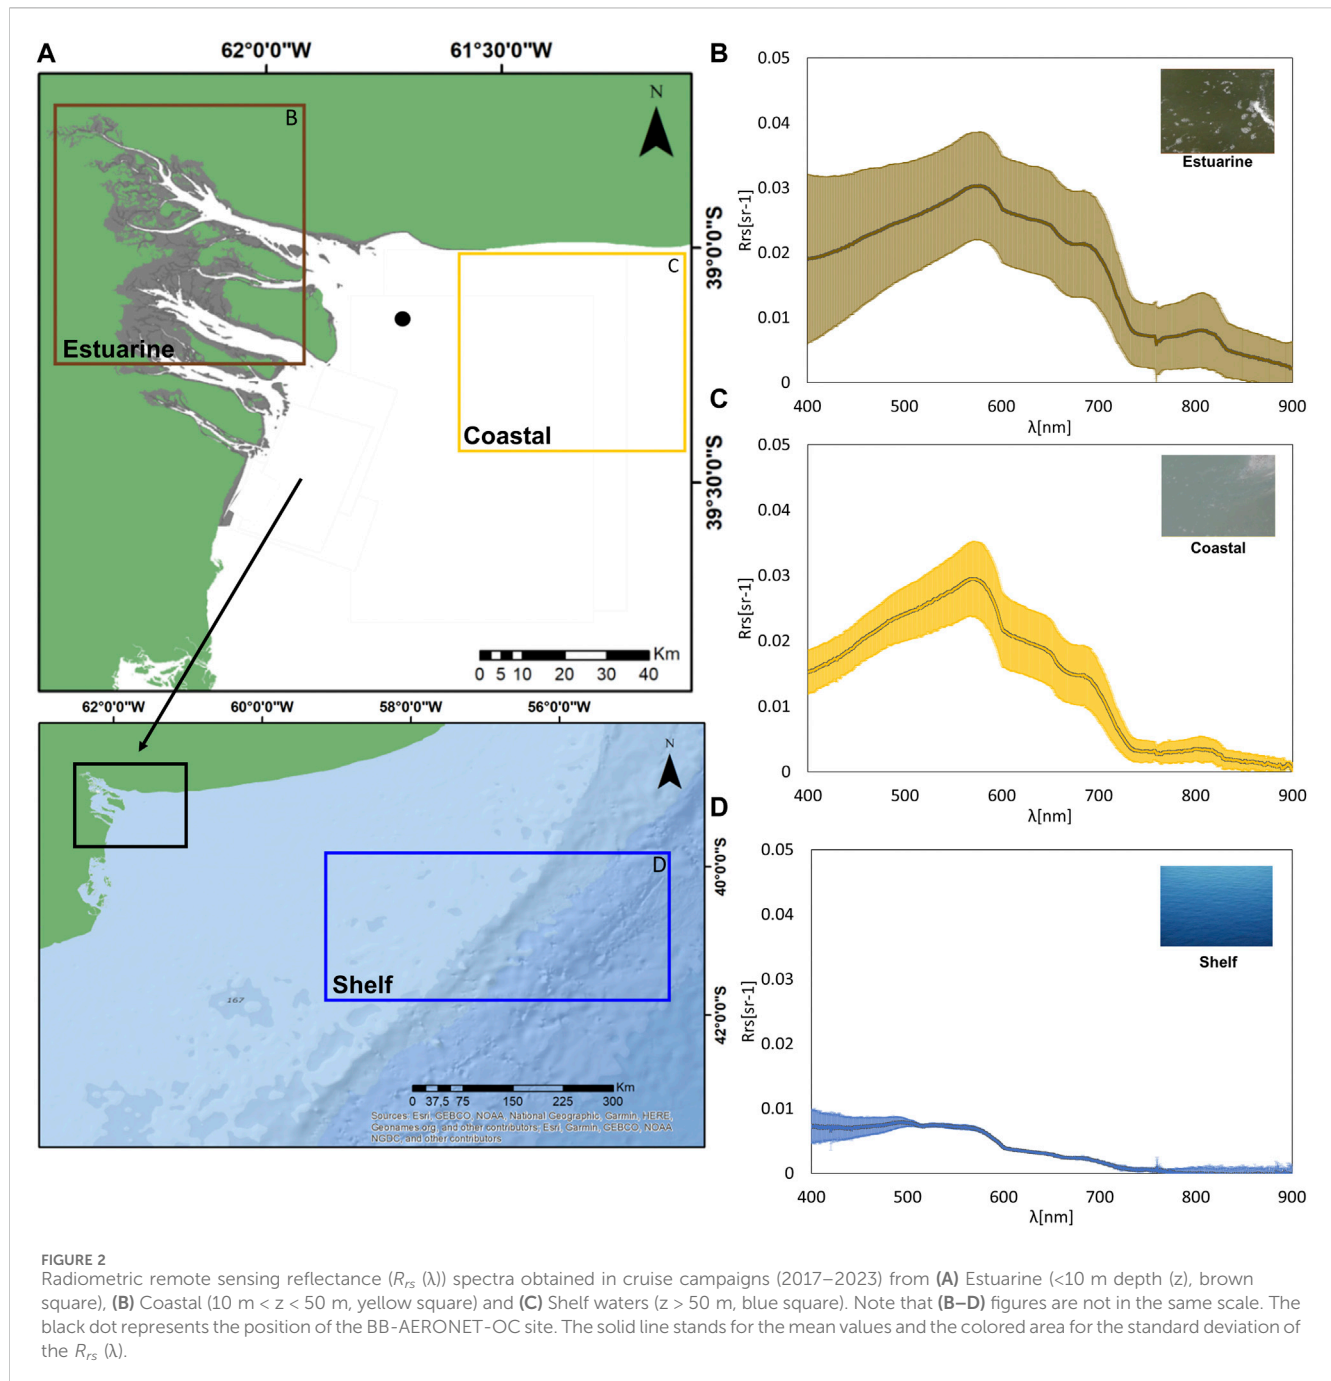 A
62°0'0"W
61°30'0"W
N
B
Estuarine
C
Coastal
39°0'0"S
39°30'0"S
Km
0 5 10 20 30 40
62°0'0"W
60°0'0"W
58°0'0"W
56°0'0"W
N
D
Shelf
167
40°0'0"S
42°0'0"S
Km
0 37,5 75 150 225 300
Sources: Esri, GEBCO, NOAA, National Geographic, Garmin, HERE,
Geonames.org, and other contributors; Esri, Garmin, GEBCO, NOAA
NGDC, and other contributors
B
0.05
0.04
0.03
0.02
0.01
0
Rrs[sr-1]
400 500 600 700 800 900
λ[nm]
Estuarine
C
0.05
0.04
0.03
0.02
0.01
0
Rrs[sr-1]
400 500 600 700 800 900
λ[nm]
Coastal
D
0.05
0.04
0.03
0.02
0.01
0
Rrs[sr-1]
400 500 600 700 800 900
λ[nm]
Shelf
FIGURE 2
Radiometric remote sensing reflectance (Rrs (λ)) spectra obtained in cruise campaigns (2017–2023) from (A) Estuarine (<10 m depth (z), brown
square), (B) Coastal (10 m < z < 50 m, yellow square) and (C) Shelf waters (z > 50 m, blue square). Note that (B–D) figures are not in the same scale. The
black dot represents the position of the BB-AERONET-OC site. The solid line stands for the mean values and the colored area for the standard deviation of
the Rrs (λ).